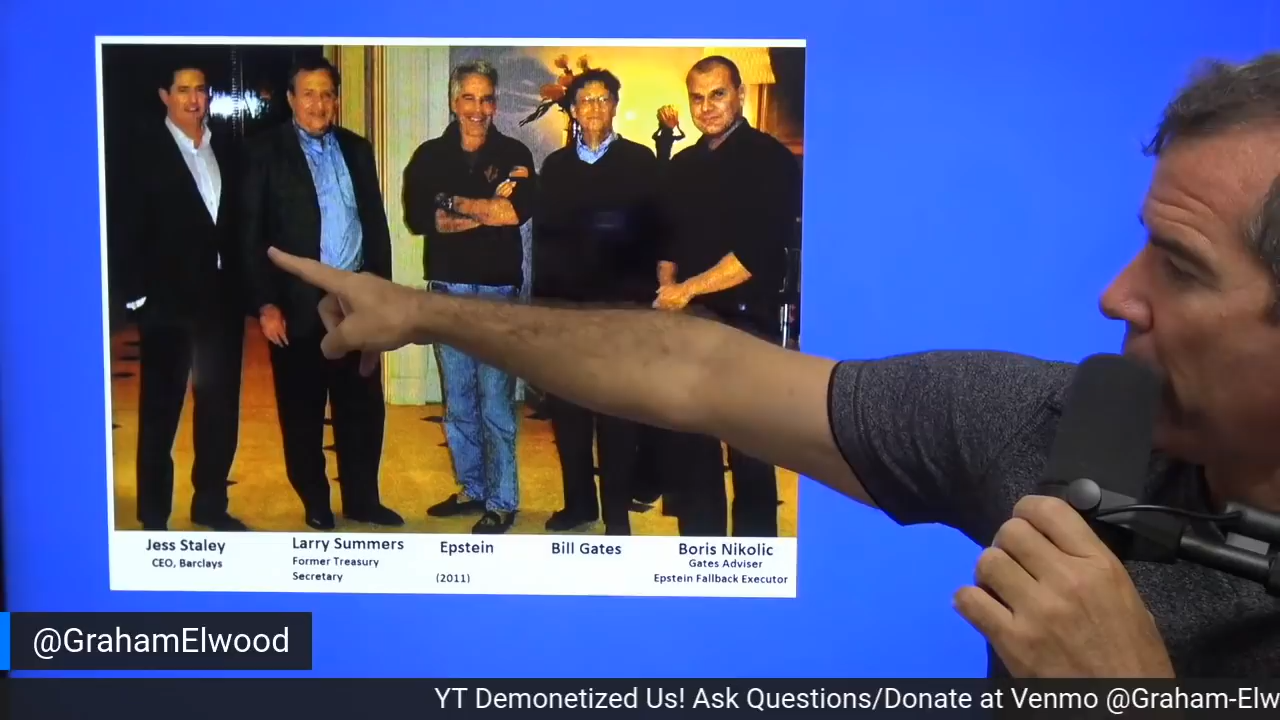 Jess Staley
CEO, Barclays
Larry Summers
Former Treasury
Secretary
Epstein
(2011)
Bill Gates
Boris Nikolic
Gates Adviser
Epstein Fallback Executor
@GrahamElwood
YT Demonetized Us! Ask Questions/Donate at Venmo @Graham-Elw